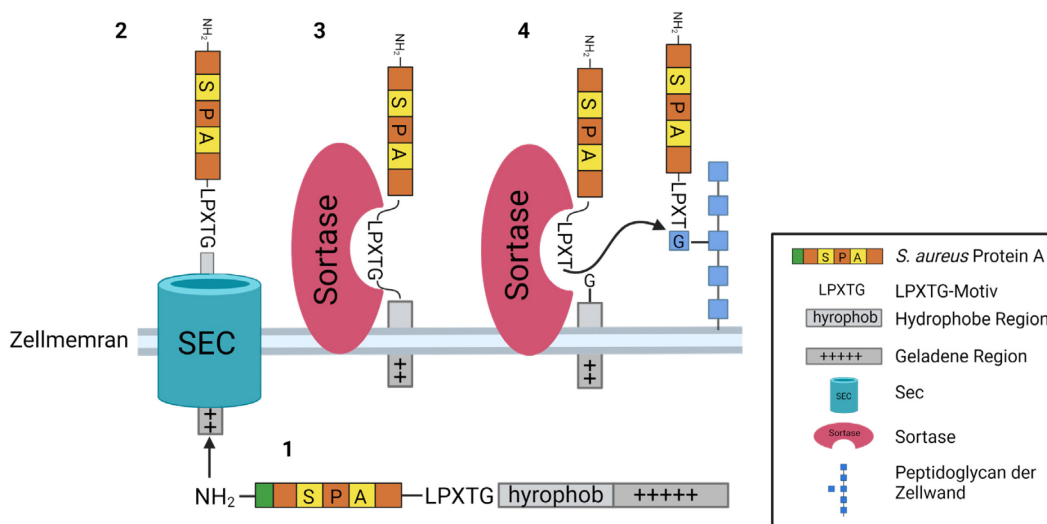 2
NH2
S P A
LPXTG
SEC
++
3
NH2
S P A
Sortase
LPXTG
++
4
NH2
S P A
Sortase
LPXT
G
++
NH2
S P A
LPXT
G
Zellmemran
1
NH2
S P A
LPXTG
hyrophob
+++++
S P A
S. aureus Protein A
LPXTG
LPXTG-Motiv
hyrophob
Hydrophobe Region
+++++
Geladene Region
SEC
Sec
Sortase
Sortase
Peptidoglycan der
Zellwand